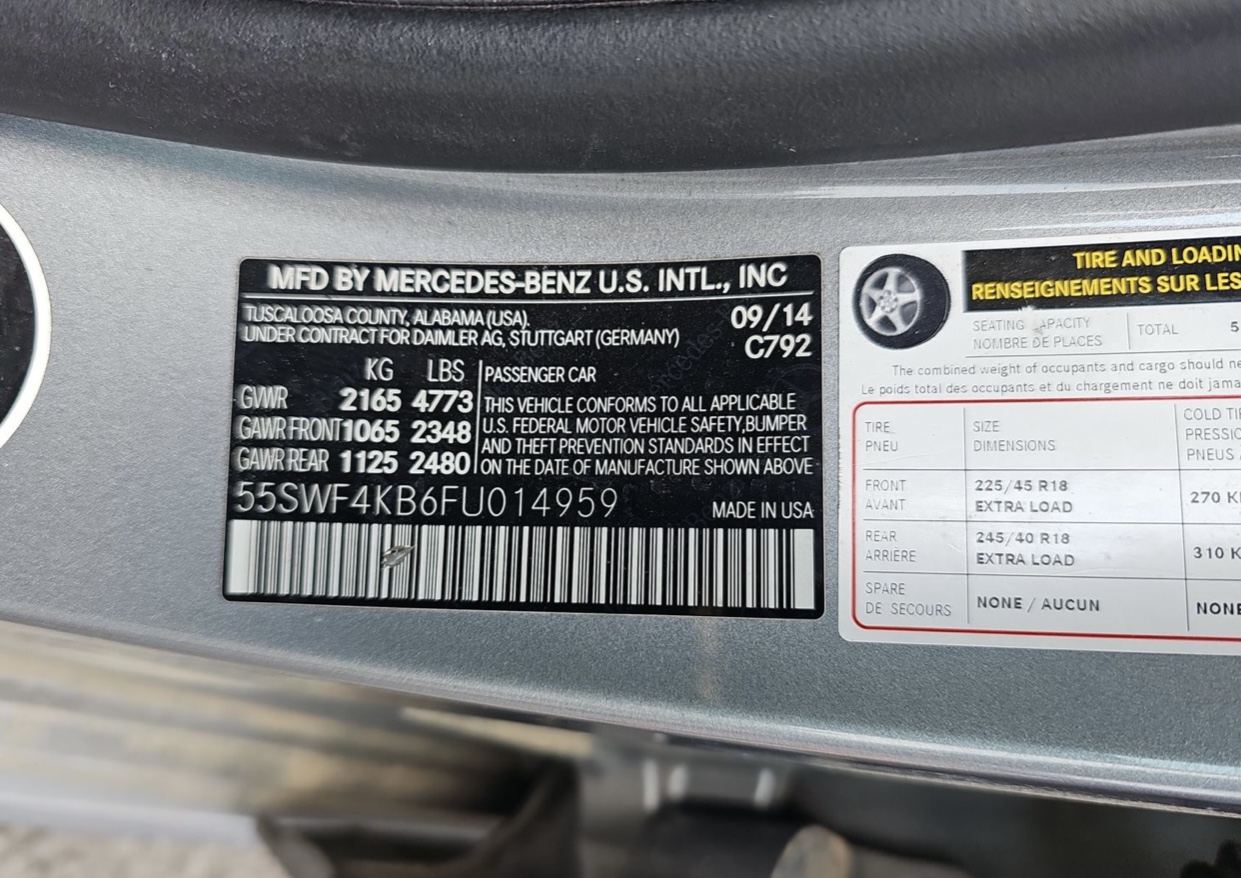 MFD BY MERCEDES-BENZ U.S. INTL., INC
TUSCALOOSA COUNTY, ALABAMA (USA), 09/14
UNDER CONTRACT FOR DAIMLER AG, STUTTGART (GERMANY) C792
KG LBS PASSENGER CAR
GVWR 2165 4773 THIS VEHICLE CONFORMS TO ALL APPLICABLE
GAWR FRONT 1065 2348 U.S. FEDERAL MOTOR VEHICLE SAFETY, BUMPER
AND THEFT PREVENTION STANDARDS IN EFFECT
GAWR REAR 1125 2480 ON THE DATE OF MANUFACTURE SHOWN ABOVE
55SWF4KB6FU014959 MADE IN USA
TIRE AND LOADIN
RENSEIGNEMENTS SUR LES
SEATING APACITY TOTAL 5
NOMBRE DE PLACES
The combined weight of occupants and cargo should ne
Le poids total des occupants et du chargement ne doit jama
TIRE SIZE COLD TIR
PNEU DIMENSIONS PRESSIO
PNEUS
FRONT 225/45 R18 270 K
AVANT EXTRA LOAD
REAR 245/40 R18 310 K
ARRIÈRE EXTRA LOAD
SPARE NONE / AUCUN NONE
DE SECOURS